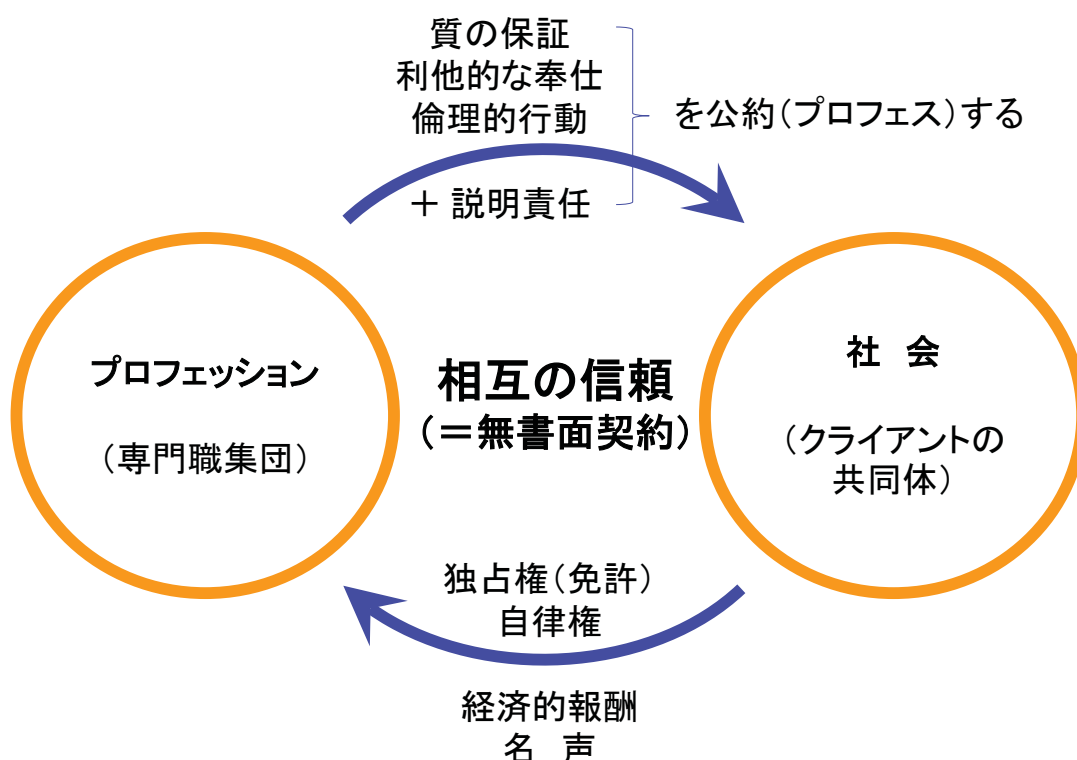 質の保証
利他的な奉仕
倫理的行動
を公約(プロフェス)する
＋ 説明責任
プロフェッション
(専門職集団)
相互の信頼
(＝無書面契約)
社　会
(クライアントの
共同体)
独占権(免許)
自律権
経済的報酬
名　声